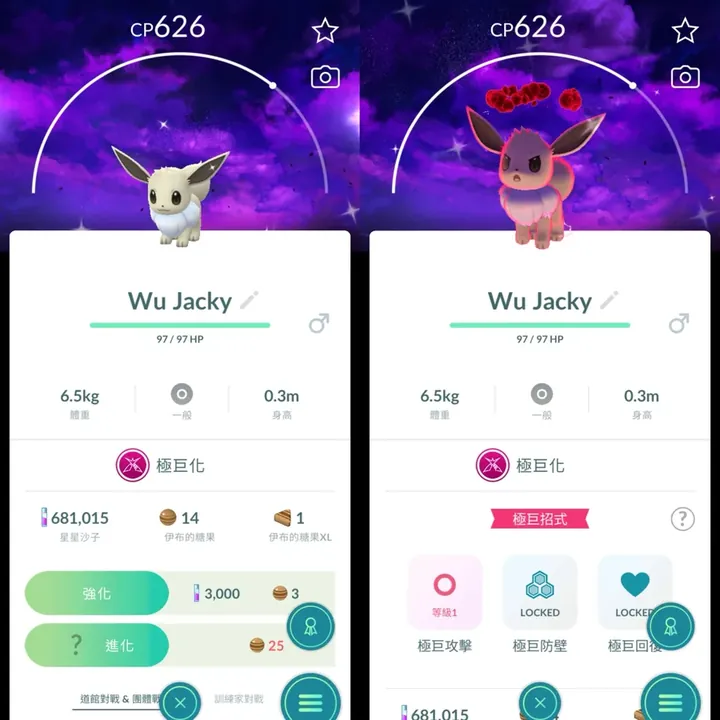 CP626
Wu Jacky
97 / 97 HP
6.5kg
體重
一般
0.3m
身高
極巨化
681,015
星星沙子
14
伊布的糖果
1
伊布的糖果XL
強化
3,000
3
? 進化
25
道館對戰 & 團體戰
訓練家對戰
CP626
Wu Jacky
97 / 97 HP
6.5kg
體重
一般
0.3m
身高
極巨化
極巨招式
?
等級1
極巨攻擊
LOCKED
極巨防壁
LOCKED
極巨回復
681,015